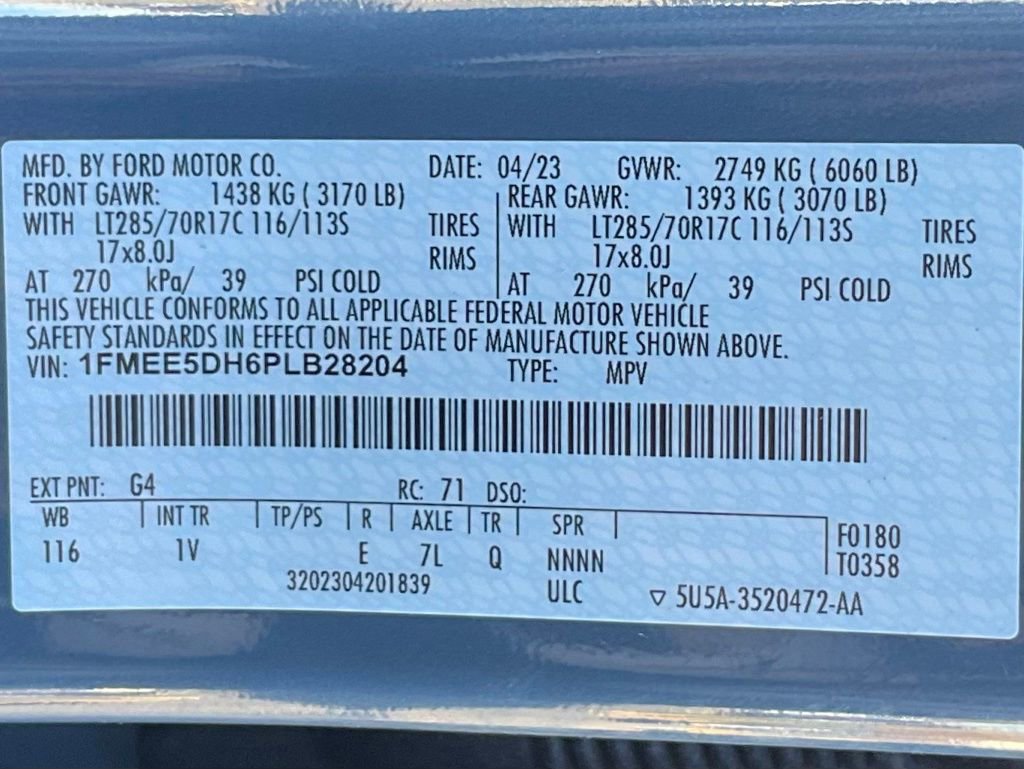 MFD. BY FORD MOTOR CO. DATE: 04/23 GVWR: 2749 KG ( 6060 LB)
FRONT GAWR: 1438 KG ( 3170 LB) REAR GAWR: 1393 KG ( 3070 LB)
WITH LT285/70R17C 116/113S TIRES WITH LT285/70R17C 116/113S TIRES
17x8.0J RIMS 17x8.0J RIMS
AT 270 kPa/ 39 PSI COLD AT 270 kPa/ 39 PSI COLD
THIS VEHICLE CONFORMS TO ALL APPLICABLE FEDERAL MOTOR VEHICLE
SAFETY STANDARDS IN EFFECT ON THE DATE OF MANUFACTURE SHOWN ABOVE.
VIN: 1FMEE5DH6PLB28204 TYPE: MPV
EXT PNT: G4 RC: 71 DSO:
WB INT TR TP/PS R AXLE TR SPR F0180
116 1V E 7L Q NNNN T0358
3202304201839 ULC ▽ 5U5A-3520472-AA